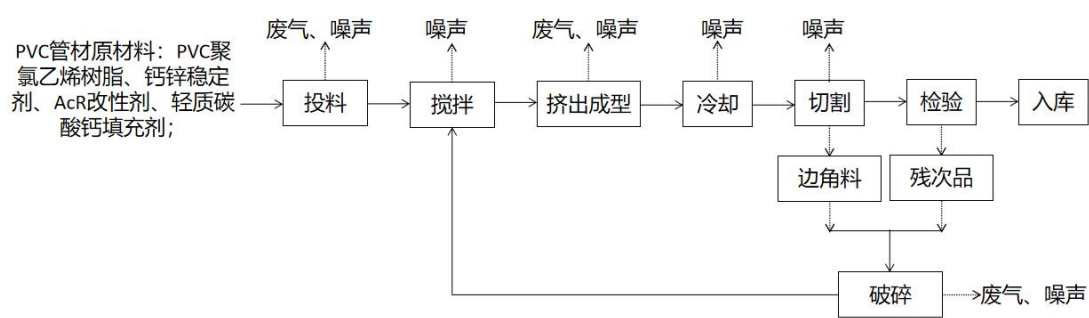 废气、噪声
噪声
废气、噪声
噪声
噪声
PVC管材原材料：PVC聚
氯乙烯树脂、钙锌稳定
剂、AcR改性剂、轻质碳
酸钙填充剂；
投料
搅拌
挤出成型
冷却
切割
检验
入库
边角料
残次品
破碎
废气、噪声